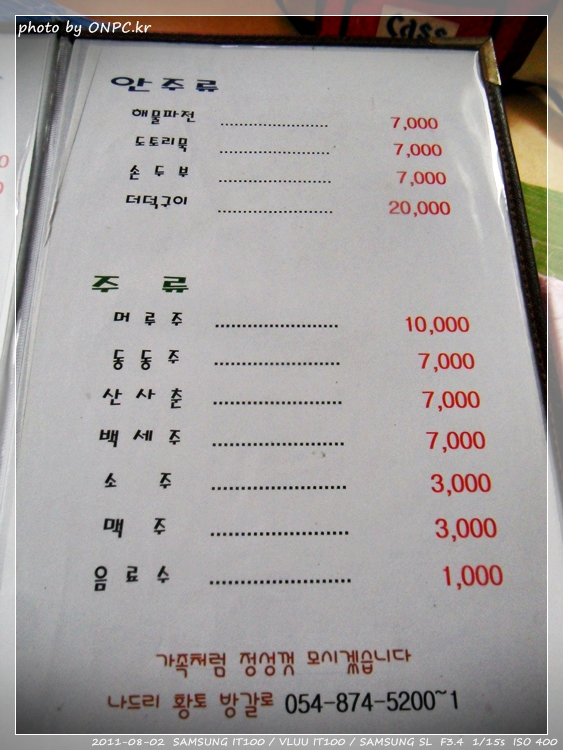 photo by ONPC.kr
Cass
안주류
해물파전 ........................ 7,000
도토리묵 ........................ 7,000
손두부 ........................ 7,000
더덕구이 ........................ 20,000
주 류
머루주 ........................ 10,000
동동주 ........................ 7,000
산사춘 ........................ 7,000
백세주 ........................ 7,000
소 주 ........................ 3,000
맥 주 ........................ 3,000
음료수 ........................ 1,000
가족처럼 정성껏 모시겠습니다
나드리 황토 방갈로 054-874-5200~1
2011-08-02 SAMSUNG IT100 / VLUU IT100 / SAMSUNG SL F3.4 1/15s ISO 400